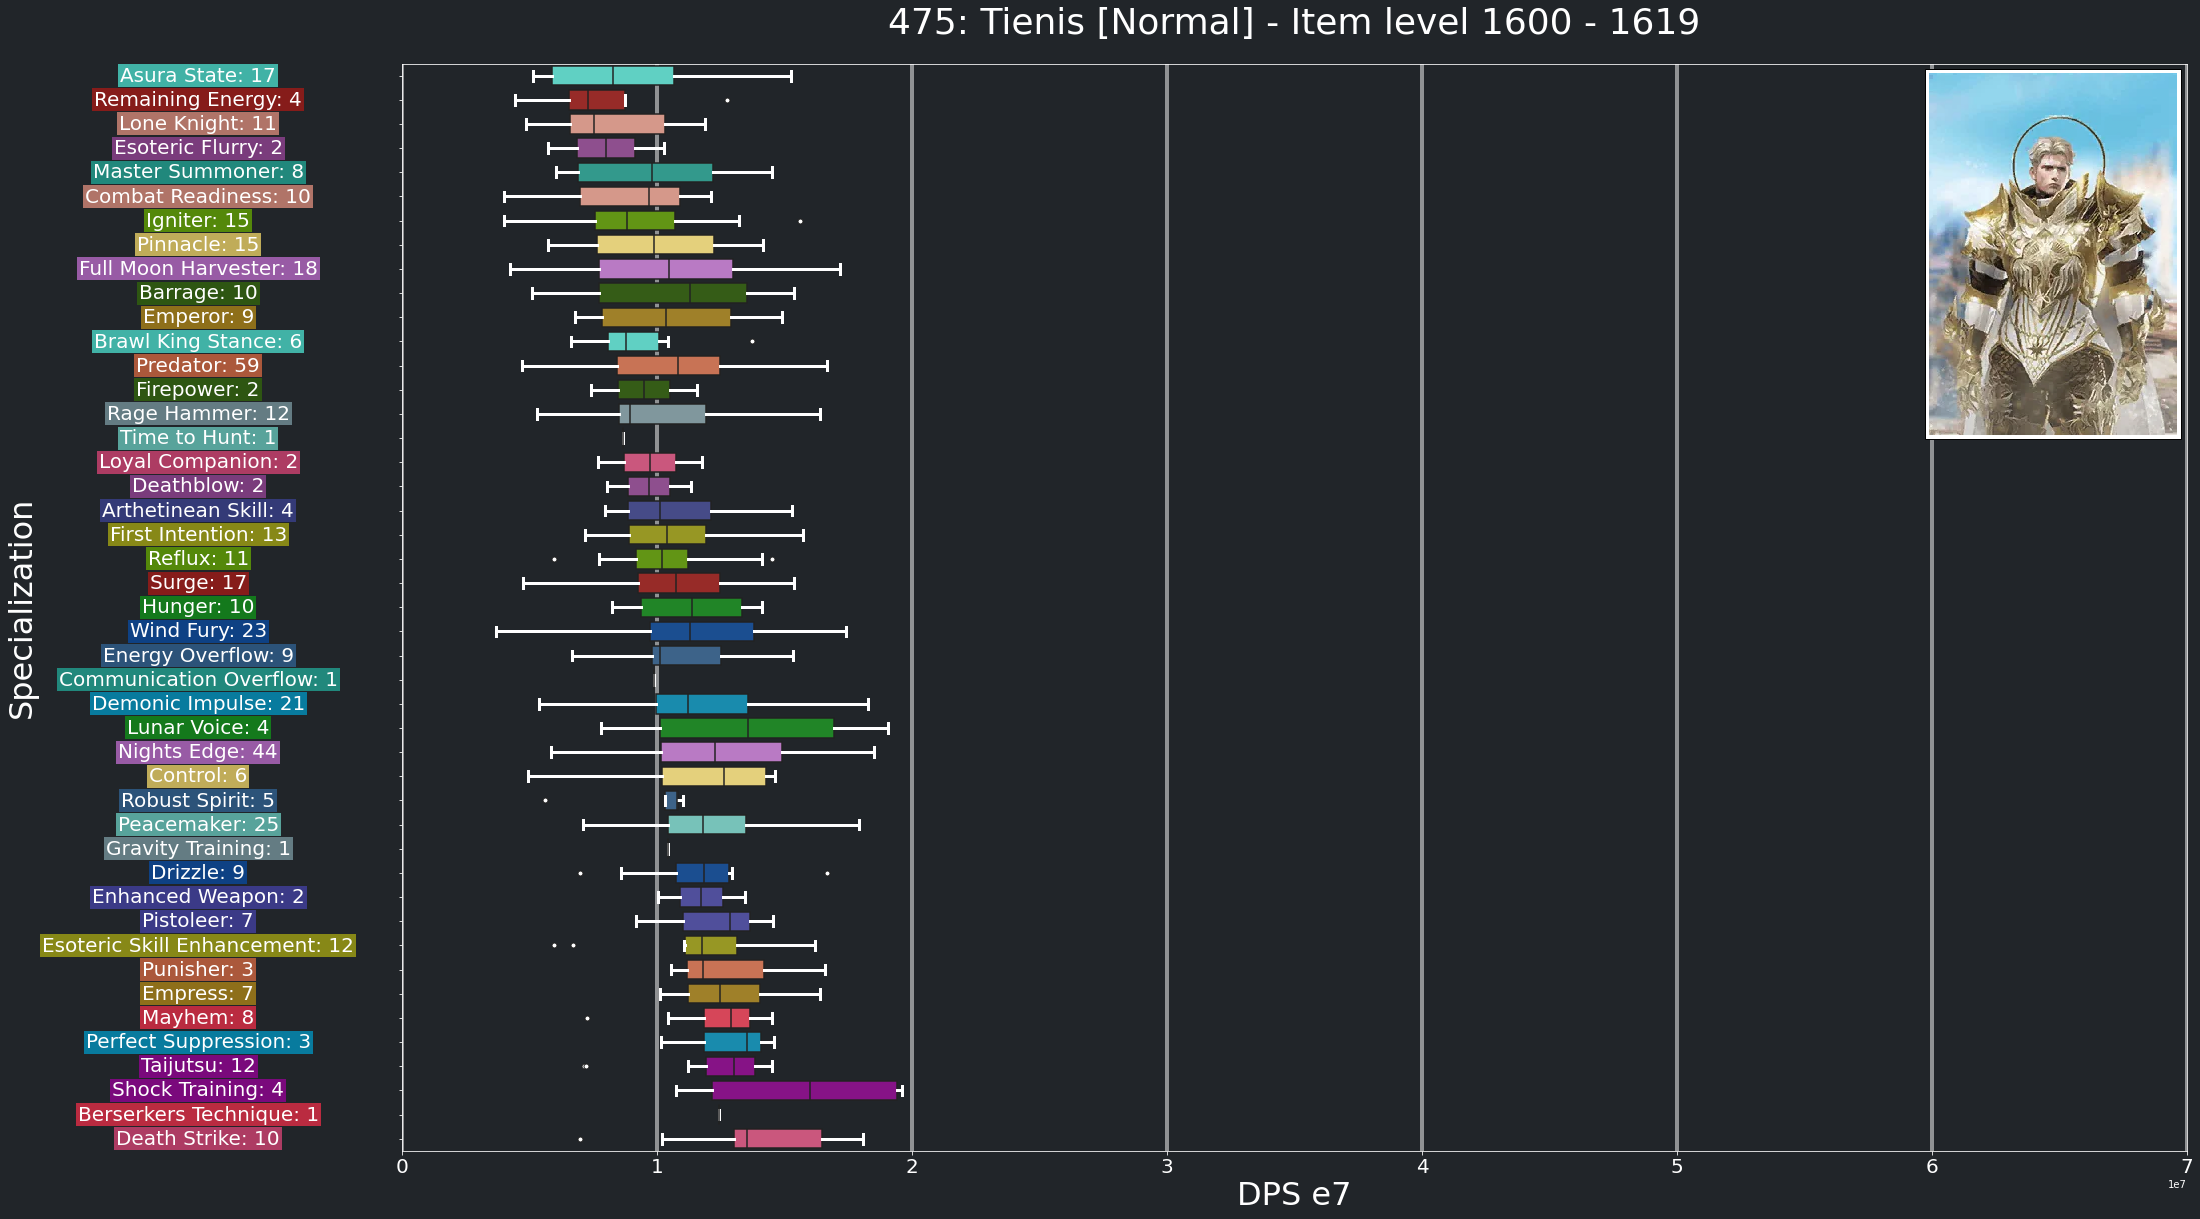 475: Tienis [Normal] - Item level 1600 - 1619
Specialization
Asura State: 17
Remaining Energy: 4
Lone Knight: 11
Esoteric Flurry: 2
Master Summoner: 8
Combat Readiness: 10
Igniter: 15
Pinnacle: 15
Full Moon Harvester: 18
Barrage: 10
Emperor: 9
Brawl King Stance: 6
Predator: 59
Firepower: 2
Rage Hammer: 12
Time to Hunt: 1
Loyal Companion: 2
Deathblow: 2
Arthetinean Skill: 4
First Intention: 13
Reflux: 11
Surge: 17
Hunger: 10
Wind Fury: 23
Energy Overflow: 9
Communication Overflow: 1
Demonic Impulse: 21
Lunar Voice: 4
Nights Edge: 44
Control: 6
Robust Spirit: 5
Peacemaker: 25
Gravity Training: 1
Drizzle: 9
Enhanced Weapon: 2
Pistoleer: 7
Esoteric Skill Enhancement: 12
Punisher: 3
Empress: 7
Mayhem: 8
Perfect Suppression: 3
Taijutsu: 12
Shock Training: 4
Berserkers Technique: 1
Death Strike: 10
0 1 2 3 4 5 6 7
1e7
DPS e7